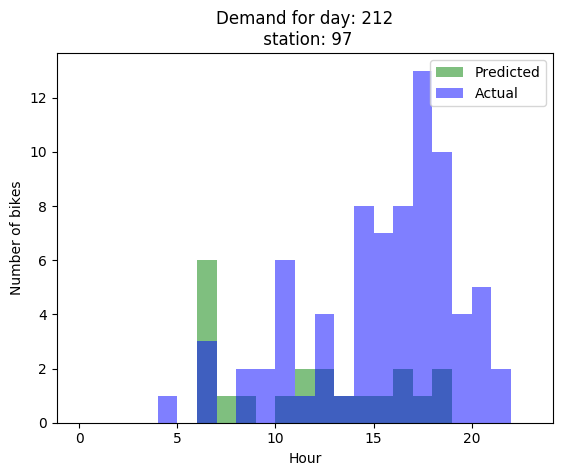 Demand for day: 212
station: 97
Predicted
Actual
Number of bikes
12
10
8
6
4
2
0
0
5
10
15
20
Hour